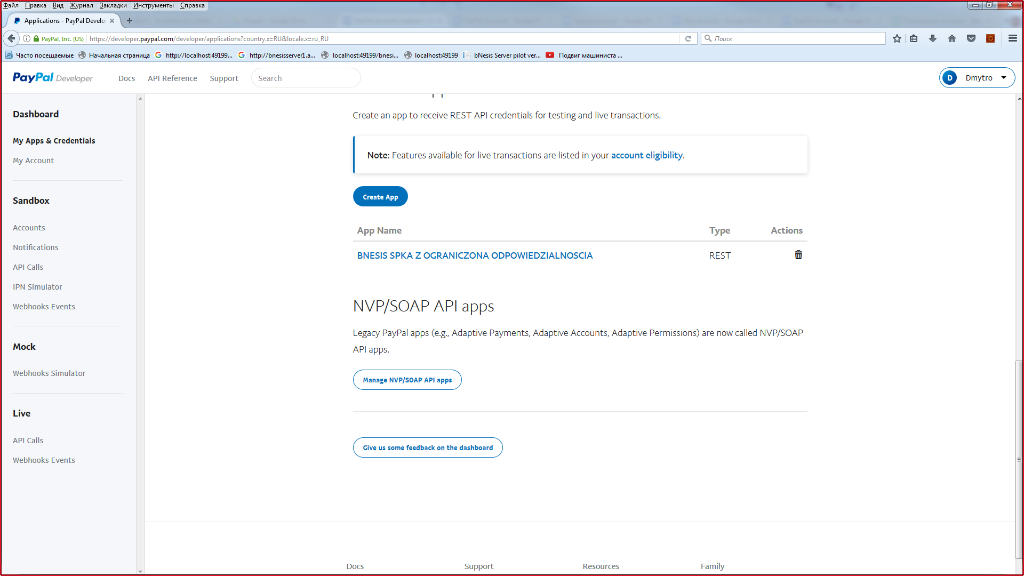 Файл Правка Вид Журнал Закладки Инструменты Справка
Applications - PayPal Develo
PayPal, Inc. (US) https://developer.paypal.com/developer/applications?country.x=RU&locale.x=ru_RU Поиск
Часто посещаемые Начальная страница http://localhost:49199... http://bnesisserver1.a... localhost:49199/bnesi... localhost:49199 bNesis Server pilot ver... Подвиг машиниста ...
PayPal Developer Docs API Reference Support Search D Dmytro
Dashboard
My Apps & Credentials
My Account
Sandbox
Accounts
Notifications
API Calls
IPN Simulator
Webhooks Events
Mock
Webhooks Simulator
Live
API Calls
Webhooks Events
Create an app to receive REST API credentials for testing and live transactions.
Note: Features available for live transactions are listed in your account eligibility.
Create App
App Name Type Actions
BNESIS SPKA Z OGRANICZONA ODPOWIEDZIALNOSCIA REST
NVP/SOAP API apps
Legacy PayPal apps (e.g., Adaptive Payments, Adaptive Accounts, Adaptive Permissions) are now called NVP/SOAP
API apps.
Manage NVP/SOAP API apps
Give us some feedback on the dashboard
Docs Support Resources Family